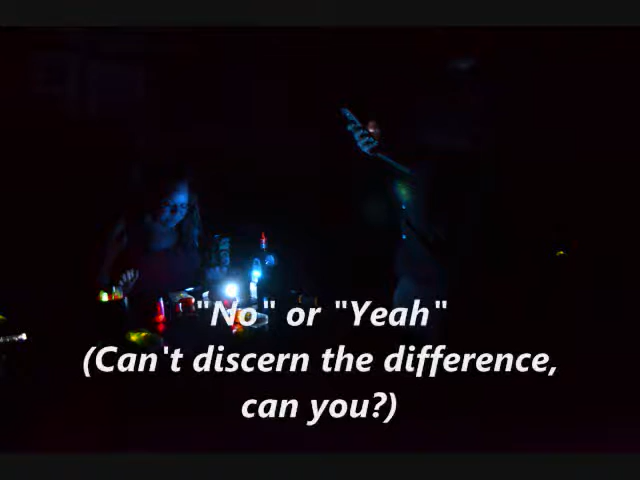 "No" or "Yeah"
(Can't discern the difference,
can you?)